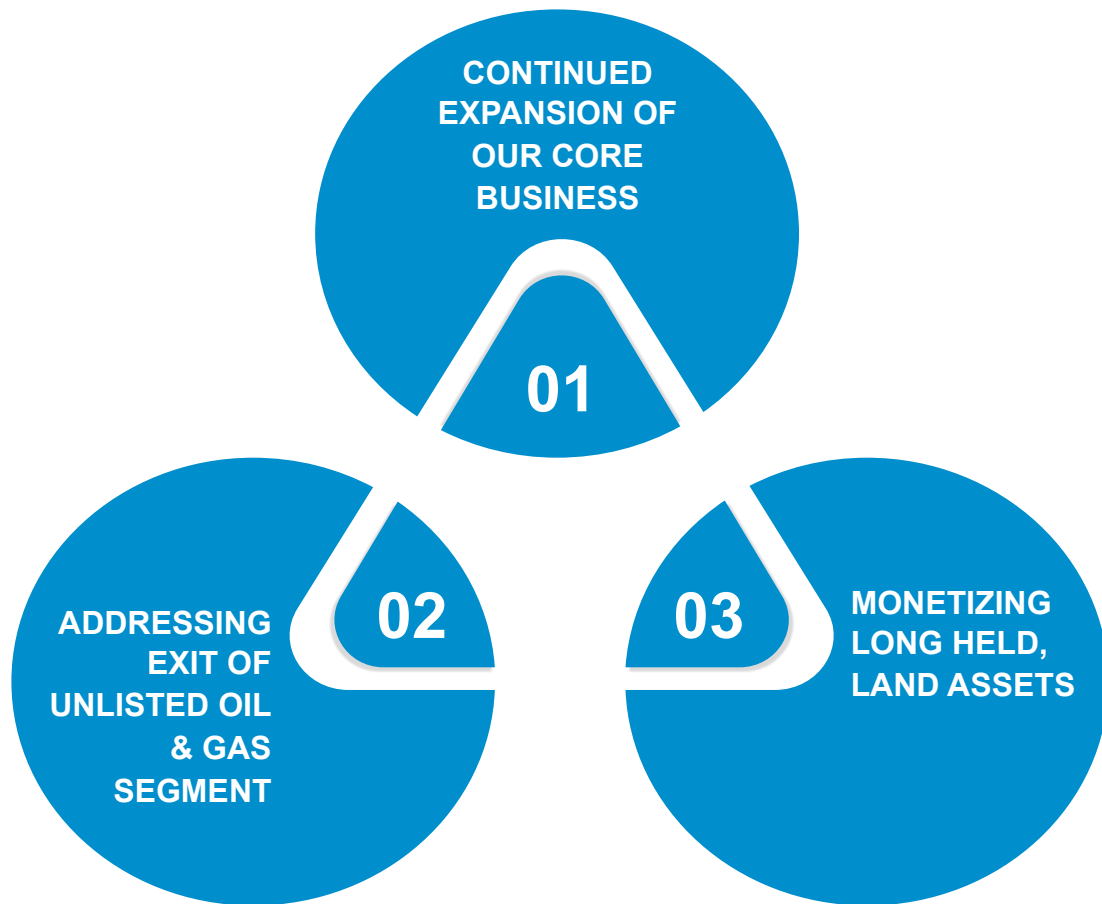 CONTINUED
EXPANSION OF
OUR CORE
BUSINESS
01
ADDRESSING
EXIT OF
UNLISTED OIL
& GAS
SEGMENT
02
03
MONETIZING
LONG HELD,
LAND ASSETS